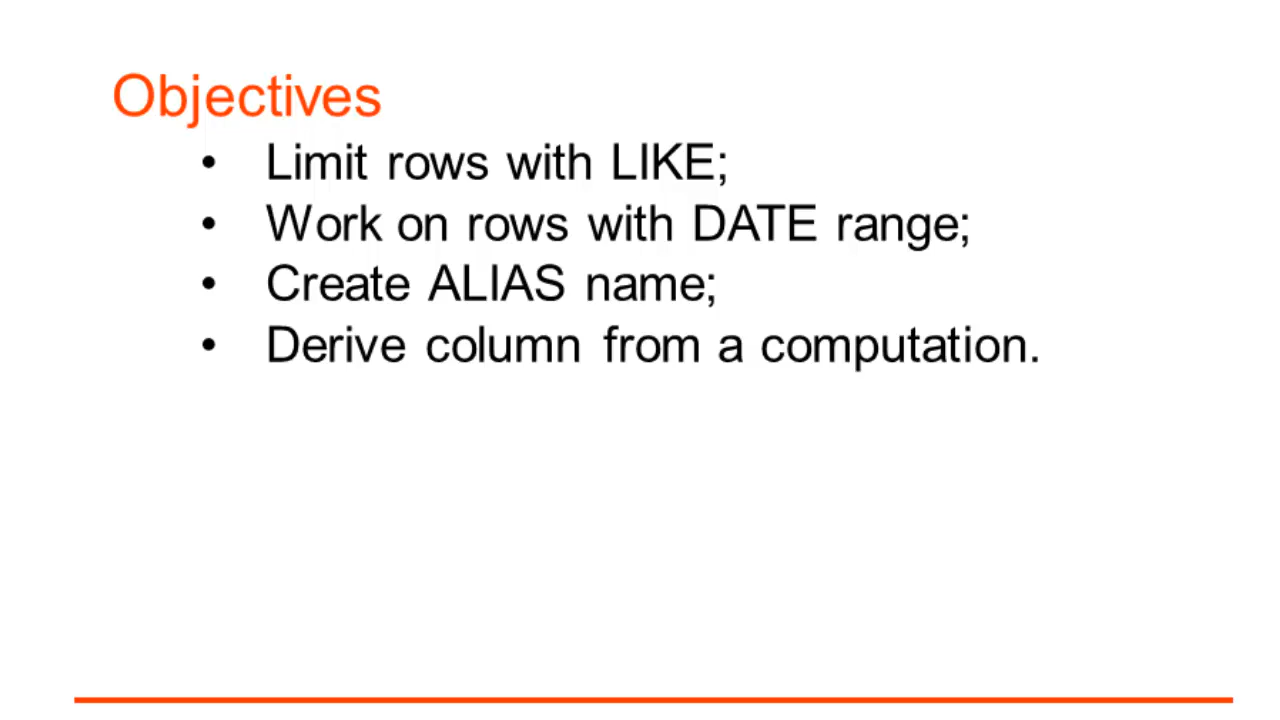 Objectives
• Limit rows with LIKE;
• Work on rows with DATE range;
• Create ALIAS name;
• Derive column from a computation.